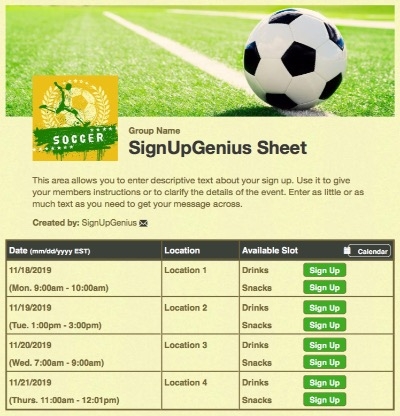 SOCCER
Group Name
SignUpGenius Sheet
This area allows you to enter descriptive text about your sign up. Use it to give
your members instructions or to clarify the details of the event. Enter as little or as
much text as you need to get your message across.
Created by: SignUpGenius
Date (mm/dd/yyyy EST) Location Available Slot Calendar
11/18/2019 Location 1 Drinks Sign Up
(Mon. 9:00am - 10:00am) Snacks Sign Up
11/19/2019 Location 2 Drinks Sign Up
(Tue. 1:00pm - 3:00pm) Snacks Sign Up
11/20/2019 Location 3 Drinks Sign Up
(Wed. 7:00am - 9:00am) Snacks Sign Up
11/21/2019 Location 4 Drinks Sign Up
(Thurs. 11:00am - 12:01pm) Snacks Sign Up